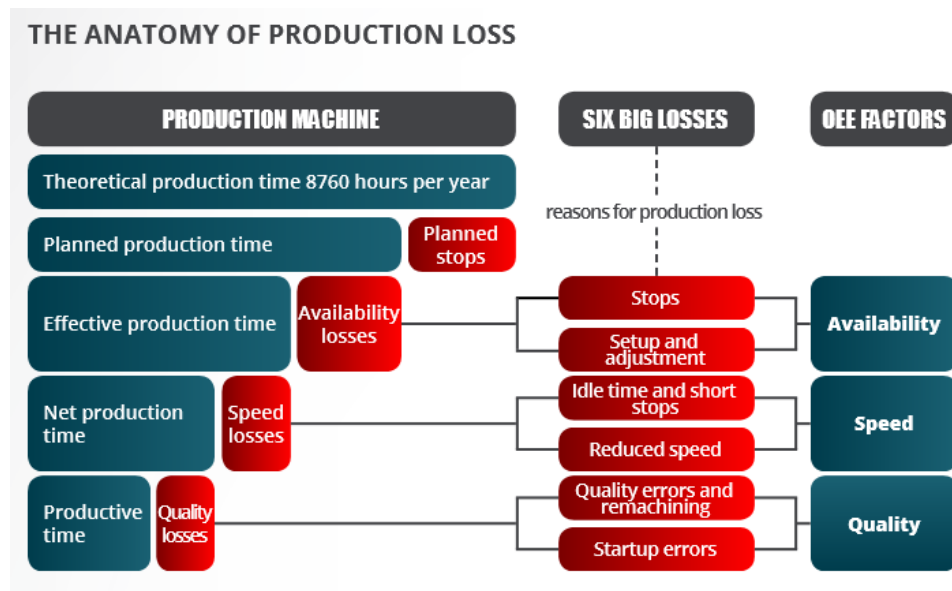 THE ANATOMY OF PRODUCTION LOSS
PRODUCTION MACHINE
SIX BIG LOSSES
OEE FACTORS
Theoretical production time 8760 hours per year
reasons for production loss
Planned production time
Planned
stops
Effective production time
Availability
losses
Stops
Setup and
adjustment
Availability
Net production
time
Speed
losses
Idle time and short
stops
Reduced speed
Speed
Productive
time
Quality
losses
Quality errors and
remachining
Startup errors
Quality